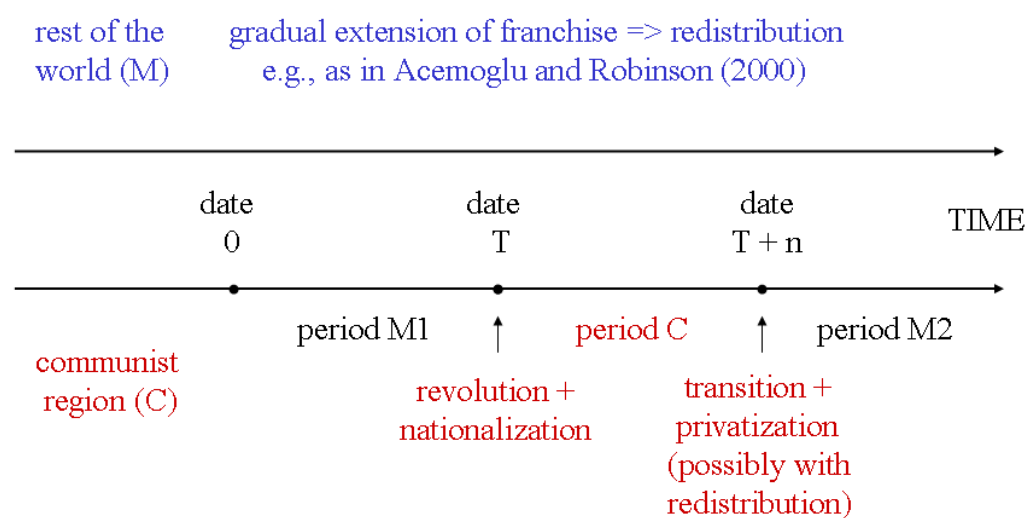 rest of the
world (M)
gradual extension of franchise => redistribution
e.g., as in Acemoglu and Robinson (2000)
date
0
date
T
date
T + n
TIME
period M1
period C
period M2
communist
region (C)
revolution +
nationalization
transition +
privatization
(possibly with
redistribution)